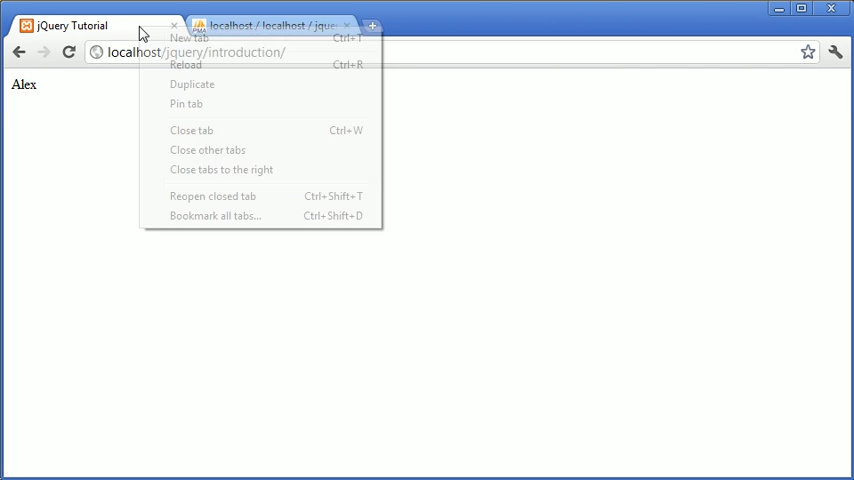 jQuery Tutorial
localhost / localhost / jque
PMA
localhost/jquery/introduction/
Alex
New tab Ctrl+T
Reload Ctrl+R
Duplicate
Pin tab
Close tab Ctrl+W
Close other tabs
Close tabs to the right
Reopen closed tab Ctrl+Shift+T
Bookmark all tabs... Ctrl+Shift+D